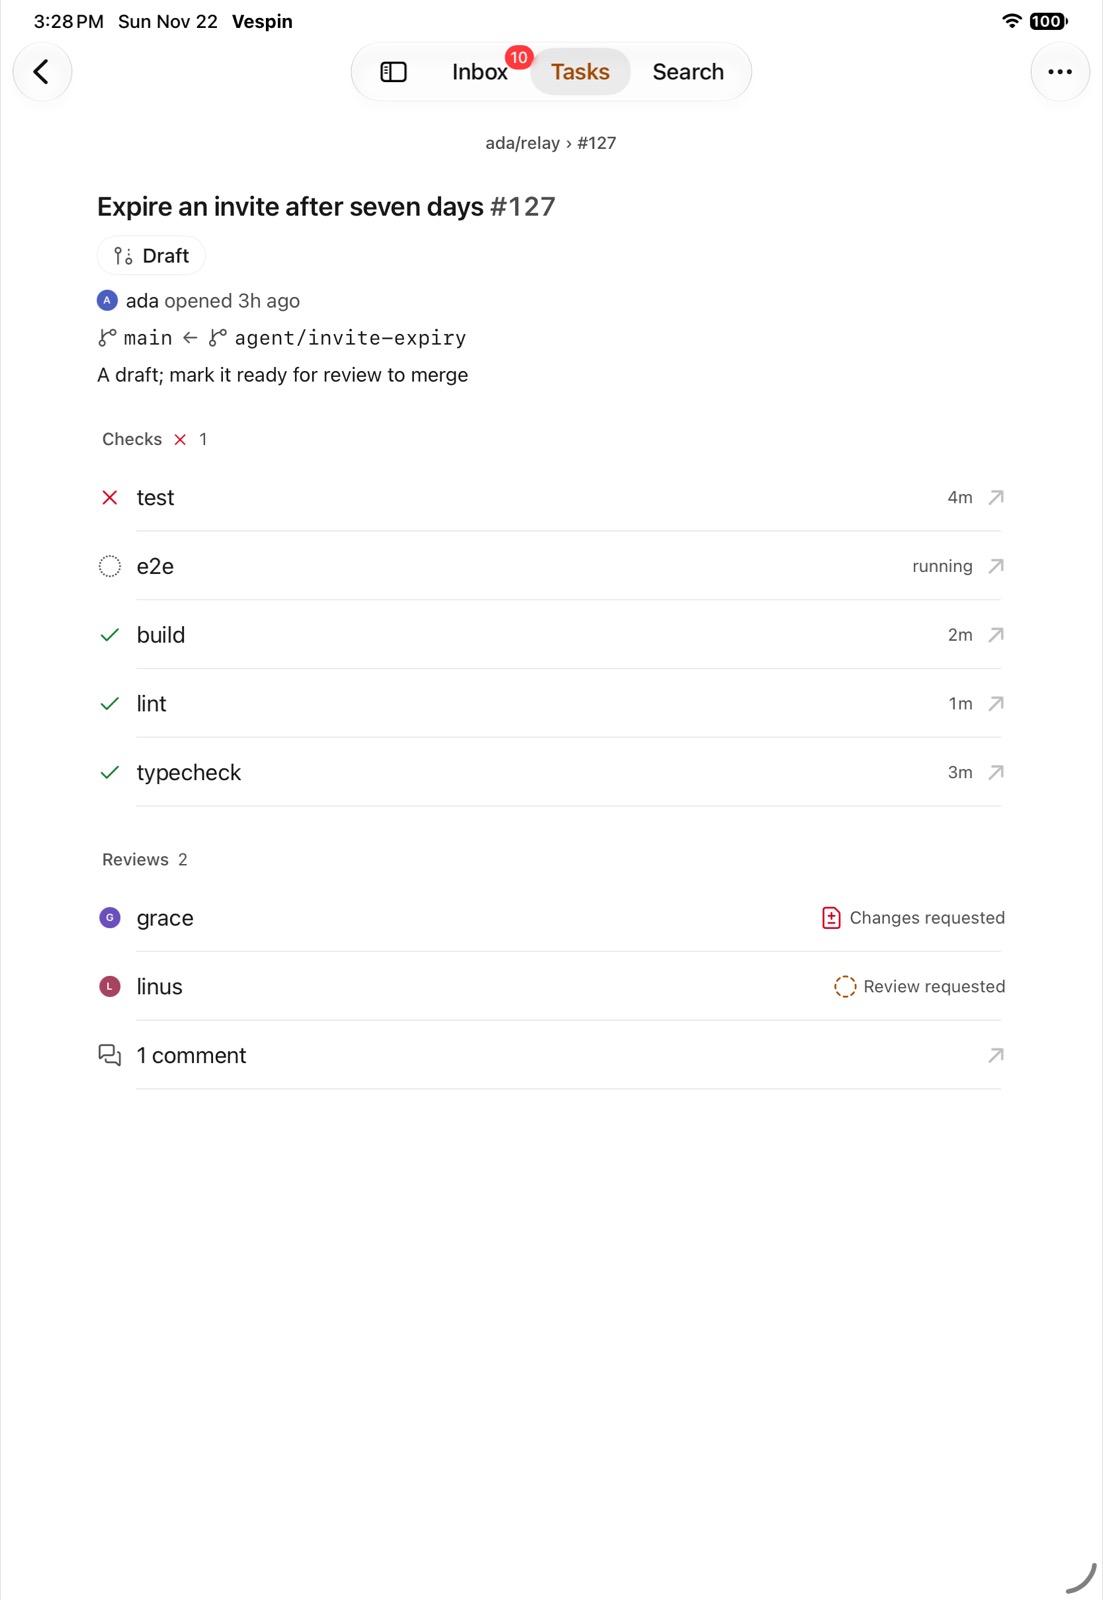 3:28 PM Sun Nov 22 Vespin
100
Inbox 10 Tasks Search
ada/relay › #127
Expire an invite after seven days #127
Draft
A ada opened 3h ago
main ← agent/invite-expiry
A draft; mark it ready for review to merge
Checks 1
test 4m
e2e running
build 2m
lint 1m
typecheck 3m
Reviews 2
G grace Changes requested
L linus Review requested
1 comment